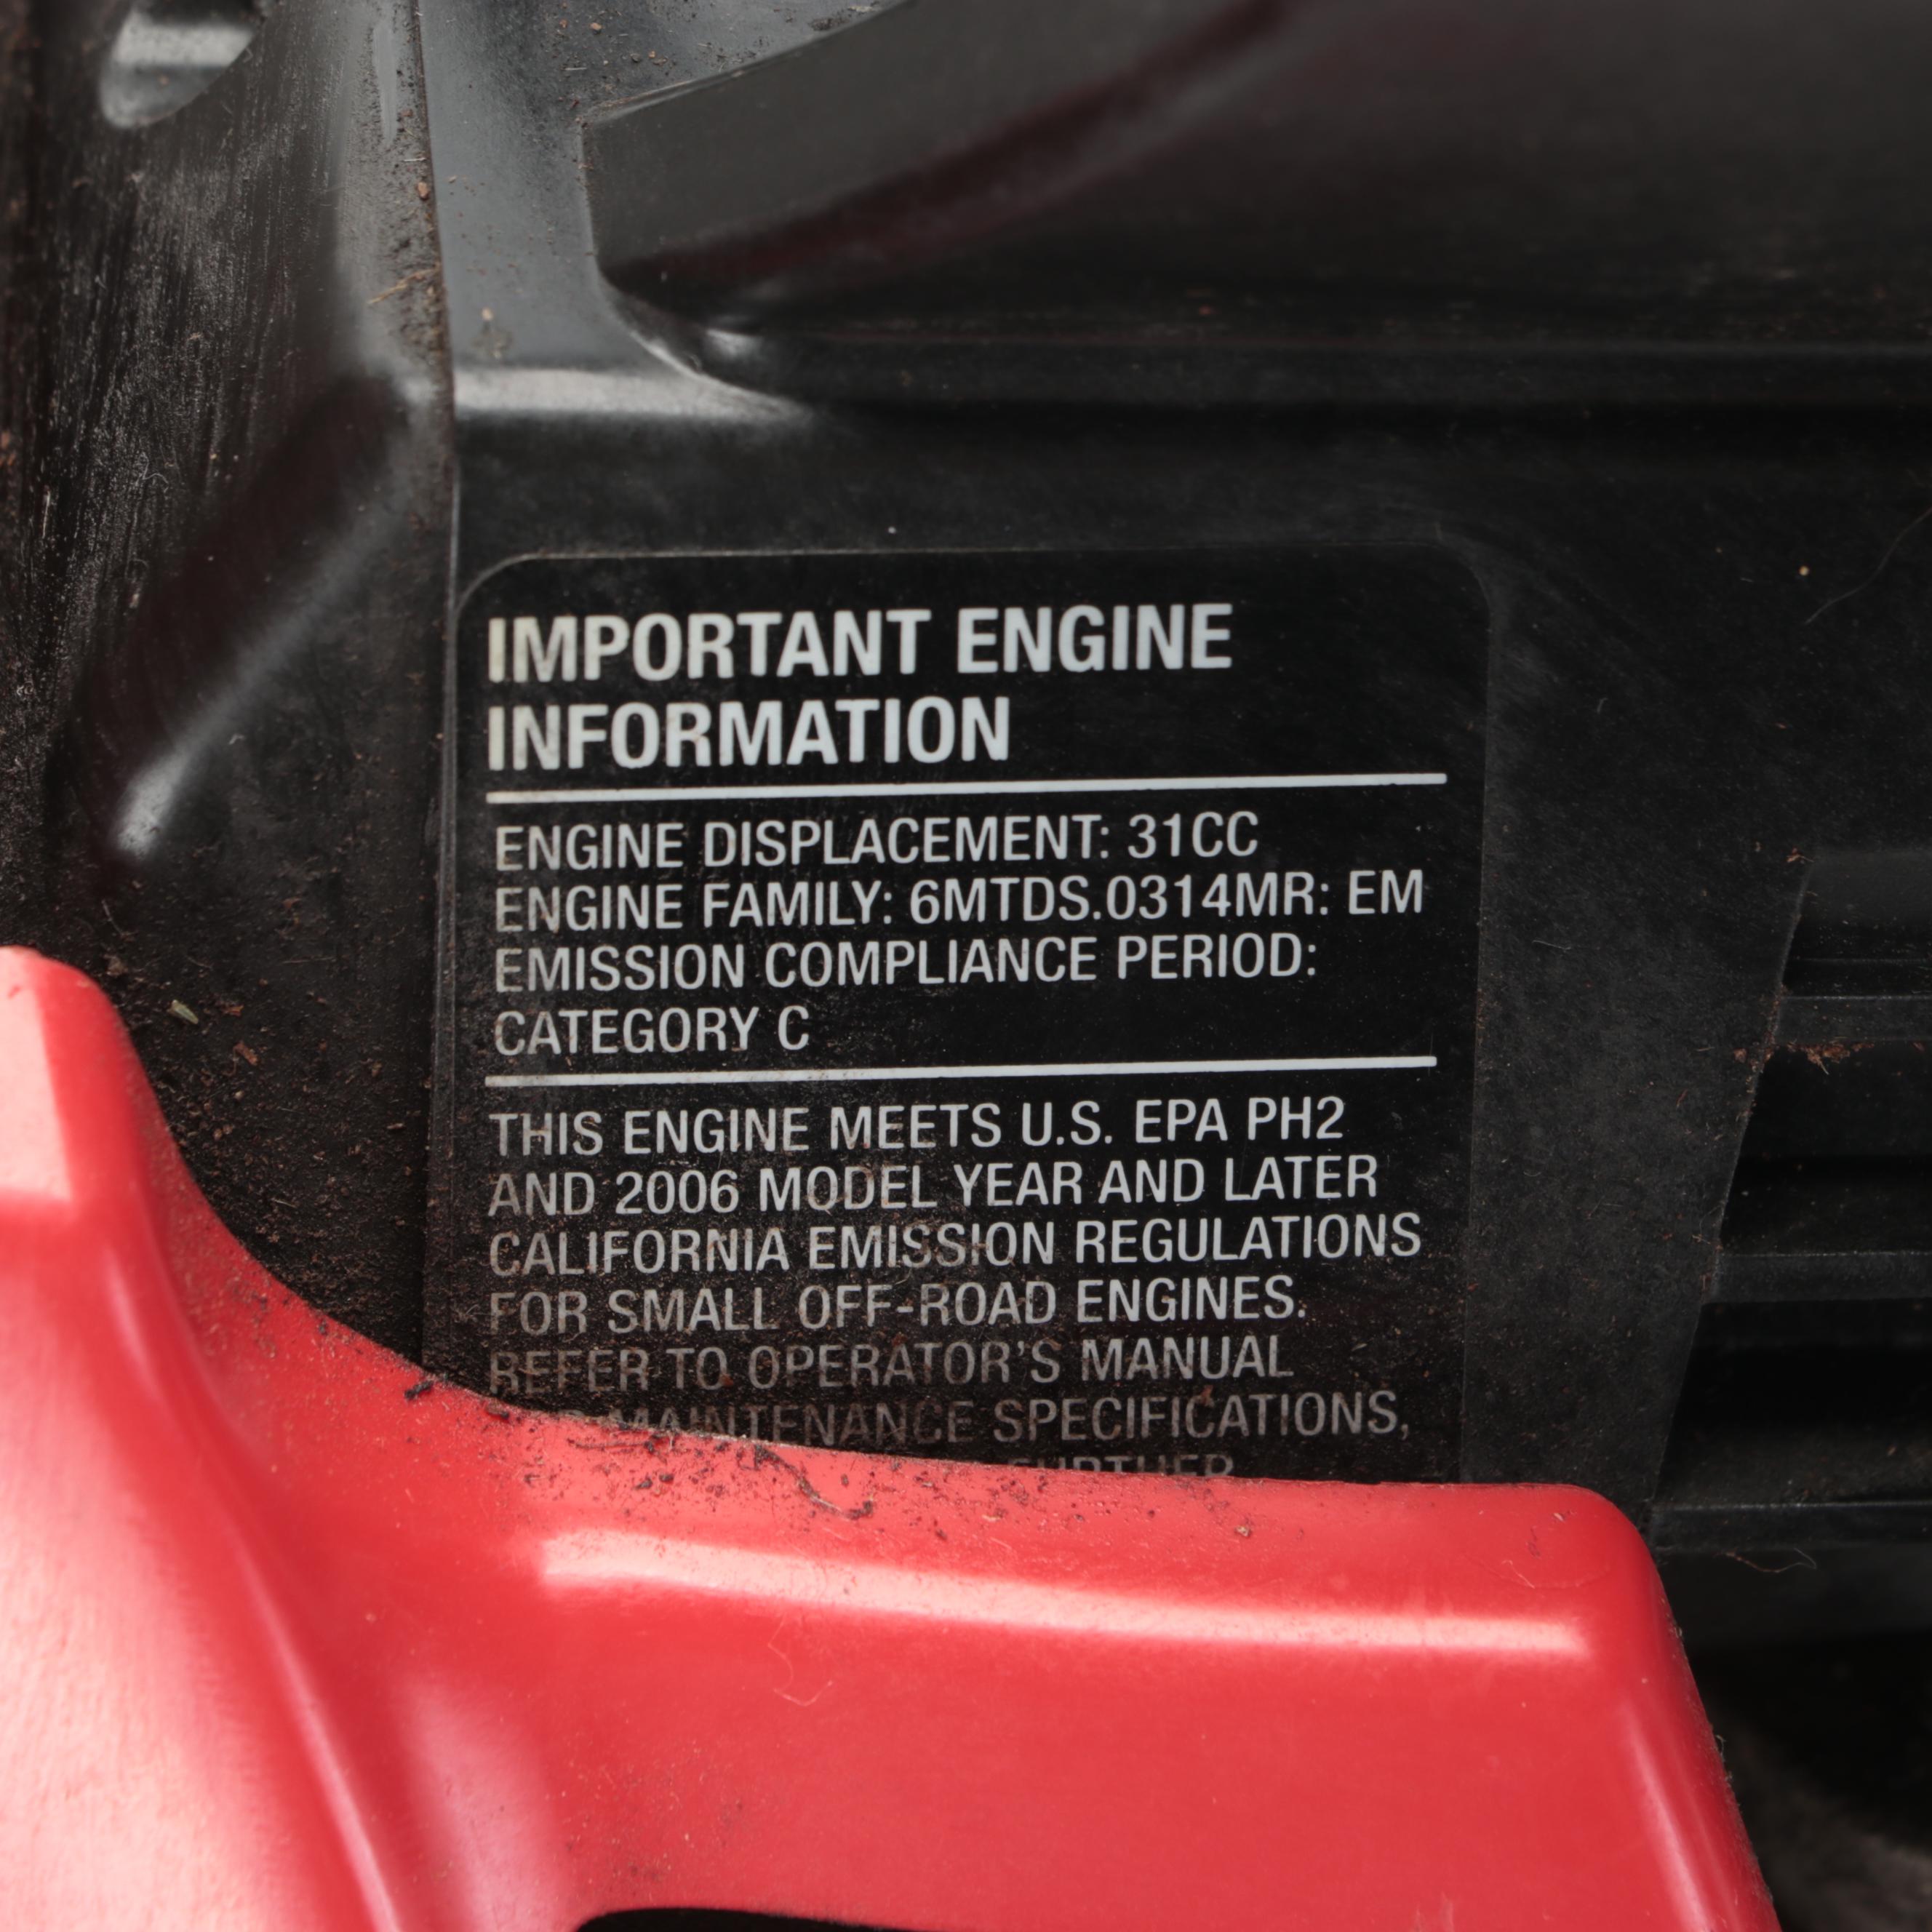 IMPORTANT ENGINE
INFORMATION
ENGINE DISPLACEMENT: 31CC
ENGINE FAMILY: 6MTDS.0314MR: EM
EMISSION COMPLIANCE PERIOD:
CATEGORY C
THIS ENGINE MEETS U.S. EPA PH2
AND 2006 MODEL YEAR AND LATER
CALIFORNIA EMISSION REGULATIONS
FOR SMALL OFF-ROAD ENGINES.
REFER TO OPERATOR'S MANUAL
MAINTENANCE SPECIFICATIONS,
FURTHER